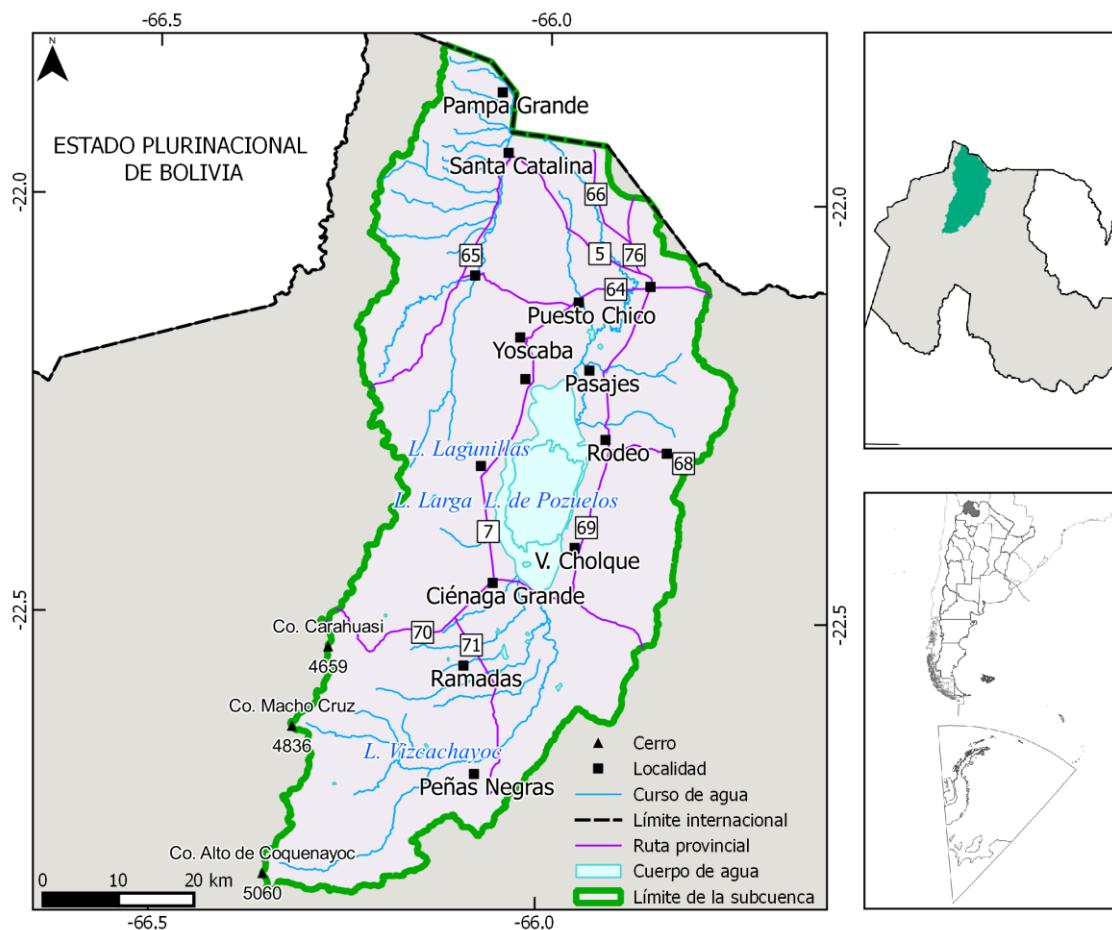 -66.5
-66.0
N
Pampa Grande
ESTADO PLURINACIONAL
DE BOLIVIA
Santa Catalina
-22.0
-22.0
66
65
5
76
64
Puesto Chico
Yoscaba
Pasajes
L. Lagunillas
Rodeo
68
L. Larga
L. de Pozuelos
7
69
V. Cholque
Ciénaga Grande
-22.5
-22.5
Co. Carahuasi
4659
70
71
Ramadas
Co. Macho Cruz
4836
L. Vizcachayoc
Peñas Negras
Co. Alto de Coquenayoc
5060
0 10 20 km
Cerro
Localidad
Curso de agua
Límite internacional
Ruta provincial
Cuerpo de agua
Límite de la subcuenca
-66.5
-66.0